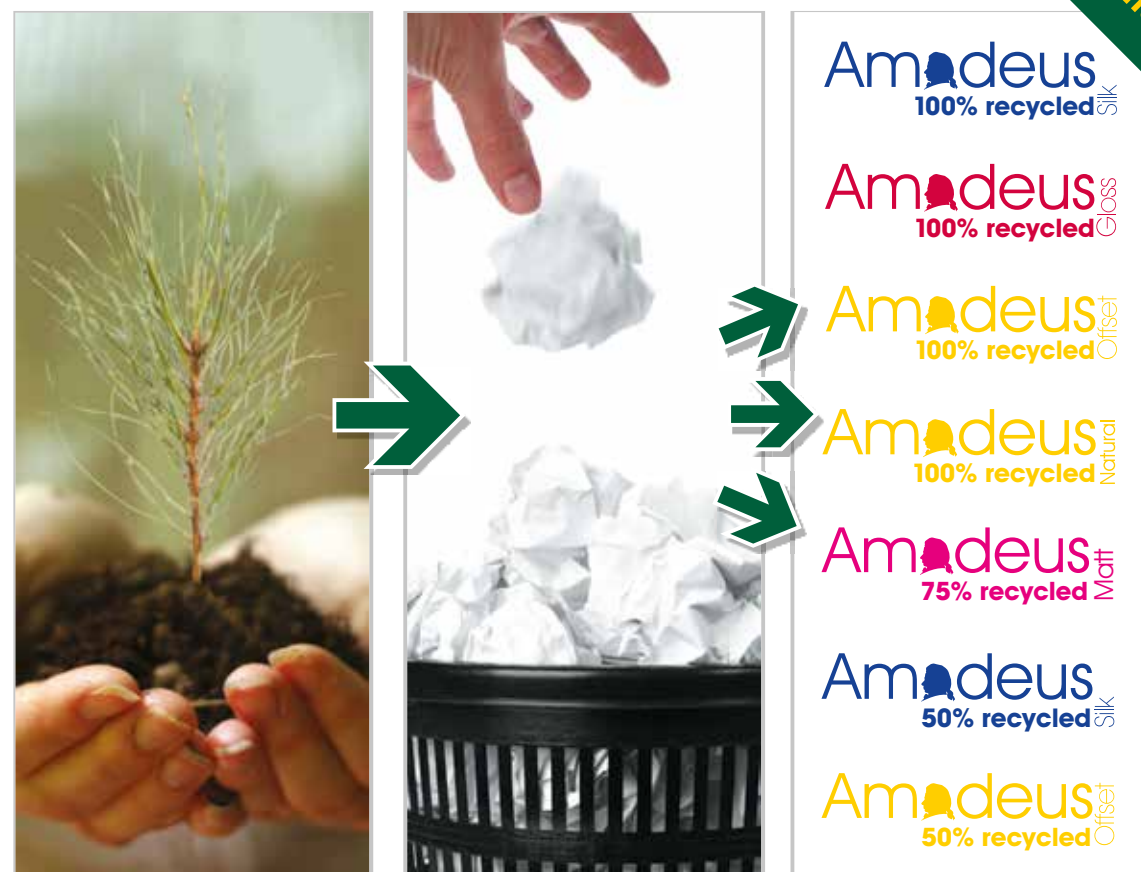 Amadeus
100% recycled Silk
Amadeus
100% recycled Gloss
Amadeus
100% recycled Offset
Amadeus
100% recycled Natural
Amadeus
75% recycled Matt
Amadeus
50% recycled Silk
Amadeus
50% recycled Offset